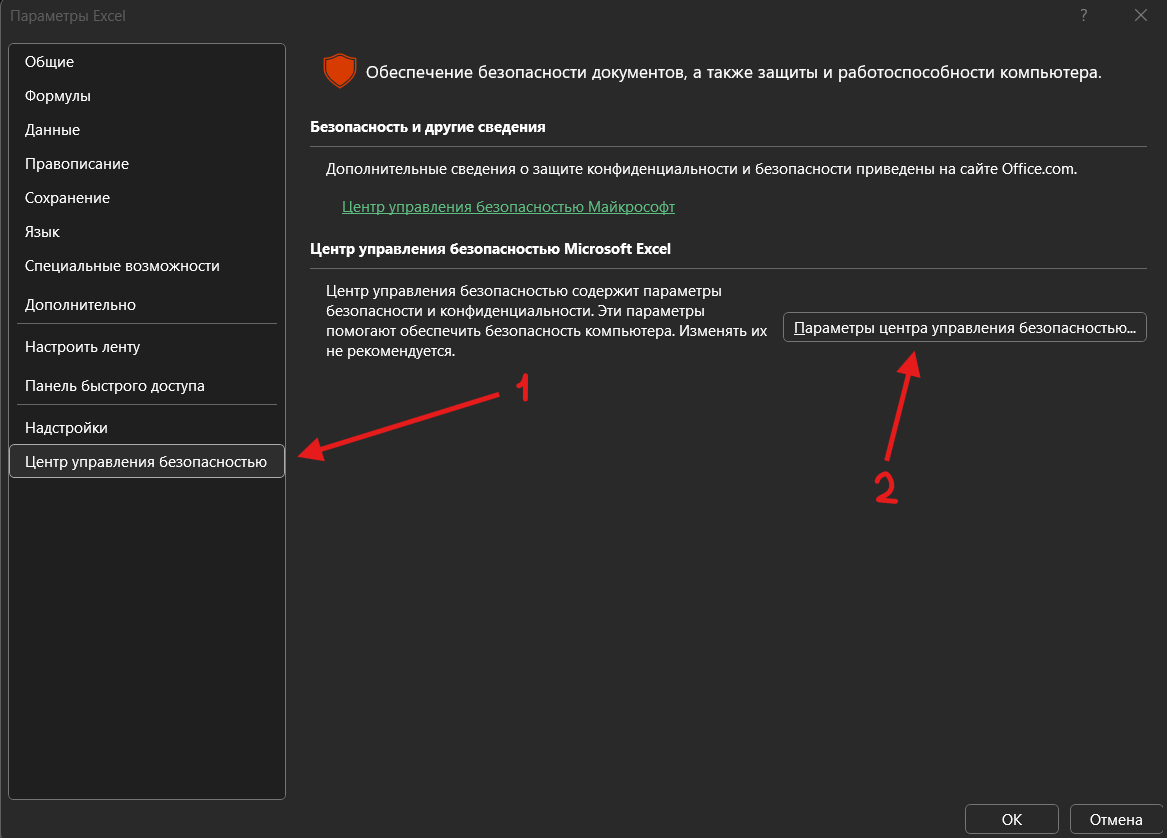 Параметры Excel
?
Общие
Формулы
Данные
Правописание
Сохранение
Язык
Специальные возможности
Дополнительно
Настроить ленту
Панель быстрого доступа
Надстройки
Центр управления безопасностью
Обеспечение безопасности документов, а также защиты и работоспособности компьютера.
Безопасность и другие сведения
Дополнительные сведения о защите конфиденциальности и безопасности приведены на сайте Office.com.
Центр управления безопасностью Майкрософт
Центр управления безопасностью Microsoft Excel
Центр управления безопасностью содержит параметры
безопасности и конфиденциальности. Эти параметры
помогают обеспечить безопасность компьютера. Изменять их
не рекомендуется.
Параметры центра управления безопасностью...
1
2
ОК
Отмена